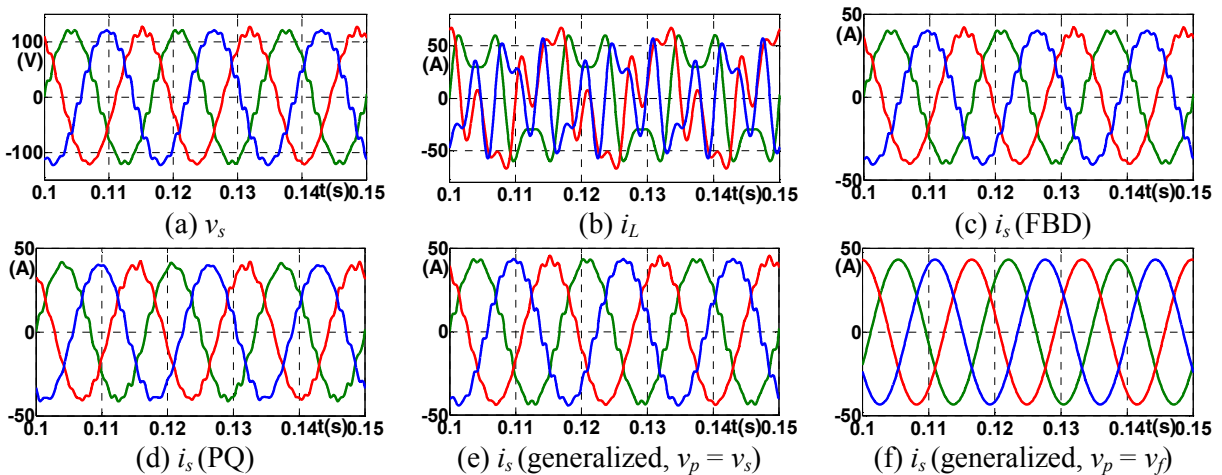 100
(V)
0
-100
0.1 0.11 0.12 0.13 0.14t(s)0.15
(a) vs
50
(A)
0
-50
0.1 0.11 0.12 0.13 0.14t(s)0.15
(b) iL
50
(A)
0
-50
0.1 0.11 0.12 0.13 0.14t(s)0.15
(c) is (FBD)
50
(A)
0
-50
0.1 0.11 0.12 0.13 0.14t(s)0.15
(d) is (PQ)
50
(A)
0
-50
0.1 0.11 0.12 0.13 0.14t(s)0.15
(e) is (generalized, vp = vs)
50
(A)
0
-50
0.1 0.11 0.12 0.13 0.14t(s)0.15
(f) is (generalized, vp = vf)